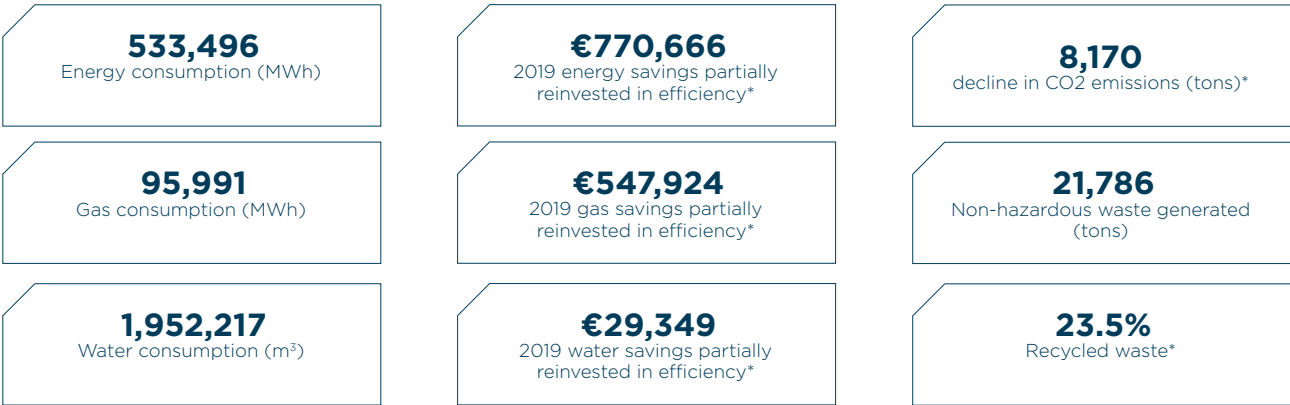 533,496
Energy consumption (MWh)
€770,666
2019 energy savings partially
reinvested in efficiency*
8,170
decline in CO2 emissions (tons)*
95,991
Gas consumption (MWh)
€547,924
2019 gas savings partially
reinvested in efficiency*
21,786
Non-hazardous waste generated
(tons)
1,952,217
Water consumption (m³)
€29,349
2019 water savings partially
reinvested in efficiency*
23.5%
Recycled waste*